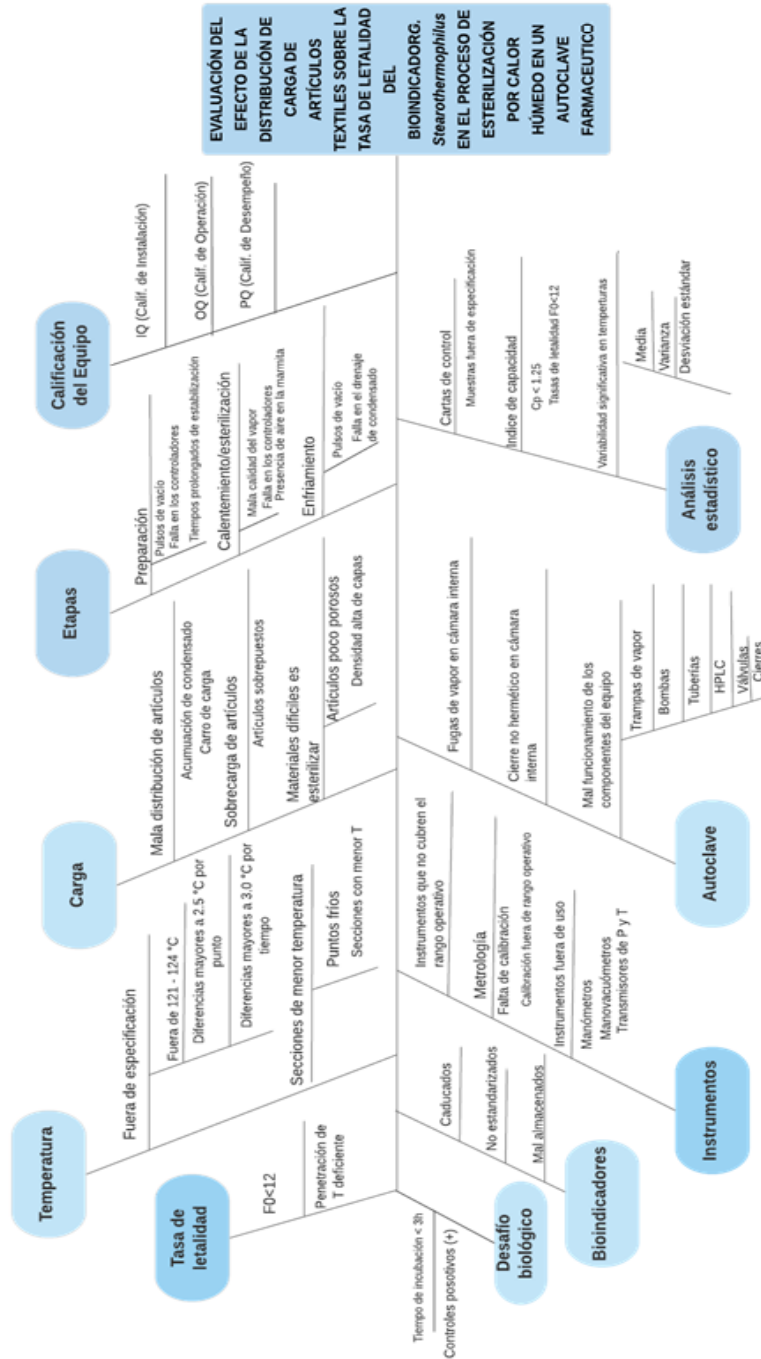 EVALUACIÓN DEL
EFECTO DE LA
DISTRIBUCIÓN DE
CARGA DE
ARTÍCULOS
TEXTILES SOBRE LA
TASA DE LETALIDAD
DEL
BIOINDICADORG.
Stearothermophilus
EN EL PROCESO DE
ESTERILIZACIÓN
POR CALOR
HÚMEDO EN UN
AUTOCLAVE
FARMACEUTICO
Tasa de
letalidad
F0<12
Penetración de
T deficiente
Temperatura
Fuera de especificación
Fuera de 121 - 124 °C
Diferencias mayores a 2.5 °C por
punto
Diferencias mayores a 3.0 °C por
tiempo
Secciones de menor temperatura
Puntos fríos
Secciones con menor T
Carga
Mala distribución de artículos
Acumuación de condensado
Carro de carga
Sobrecarga de artículos
Artículos sobrepuestos
Materiales difíciles es
esterilizar
Artículos poco porosos
Densidad alta de capas
Etapas
Preparación
Pulsos de vacío
Falla en los controladores
Tiempos prolongados de estabilización
Calentemiento/esterilización
Mala calidad del vapor
Falla en los controladores
Presencia de aire en la marmita
Enfriamiento
Pulsos de vacío
Falla en el drenaje
de condensado
Calificación
del Equipo
IQ (Calif. de Instalación)
OQ (Calif. de Operación)
PQ (Calif. de Desempeño)
Tiempo de incubación < 3h
Controles posotivos (+)
Desafío
biológico
Caducados
No estandarizados
Mal almacenados
Bioindicadores
Instrumentos que no cubren el
rango operativo
Metrología
Falta de calibración
Calibración fuera de rango operativo
Instrumentos fuera de uso
Manómetros
Manovacuómetros
Transmisores de P y T
Instrumentos
Fugas de vapor en cámara interna
Cierre no hermético en cámara
interna
Mal funcionamiento de los
componentes del equipo
Trampas de vapor
Bombas
Tuberías
HPLC
Válvulas
Cierres
Autoclave
Cartas de control
Muestras fuera de especificación
Indice de capacidad
Cp < 1.25
Tasas de letalidad F0<12
Variabilidad significativa en temperturas
Media
Varianza
Desviación estándar
Análisis
estadístico